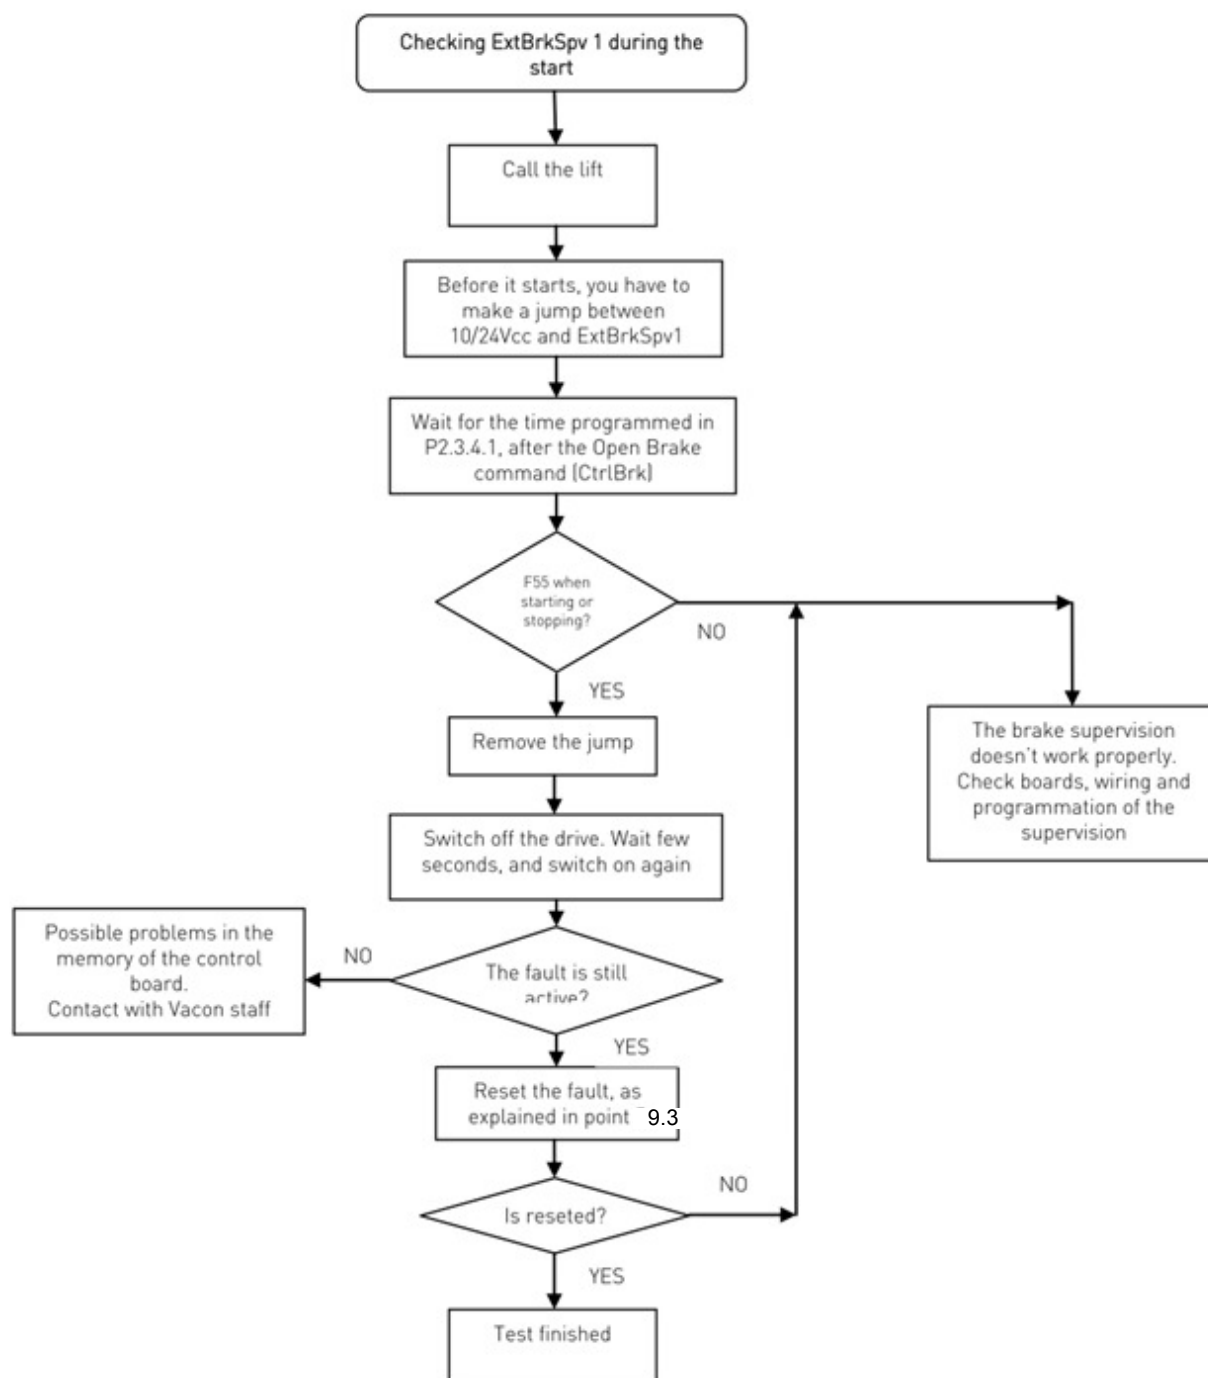 Checking ExtBrkSpv 1 during the
start
Call the lift
Before it starts, you have to
make a jump between
10/24Vcc and ExtBrkSpv1
Wait for the time programmed in
P2.3.4.1, after the Open Brake
command (CtrlBrk)
F55 when
starting or
stopping?
NO
YES
Remove the jump
The brake supervision
doesn't work properly.
Check boards, wiring and
programmation of the
supervision
Switch off the drive. Wait few
seconds, and switch on again
Possible problems in the
memory of the control
board.
Contact with Vacon staff
NO
The fault is still
active?
YES
Reset the fault, as
explained in point 9.3
NO
Is reseted?
YES
Test finished